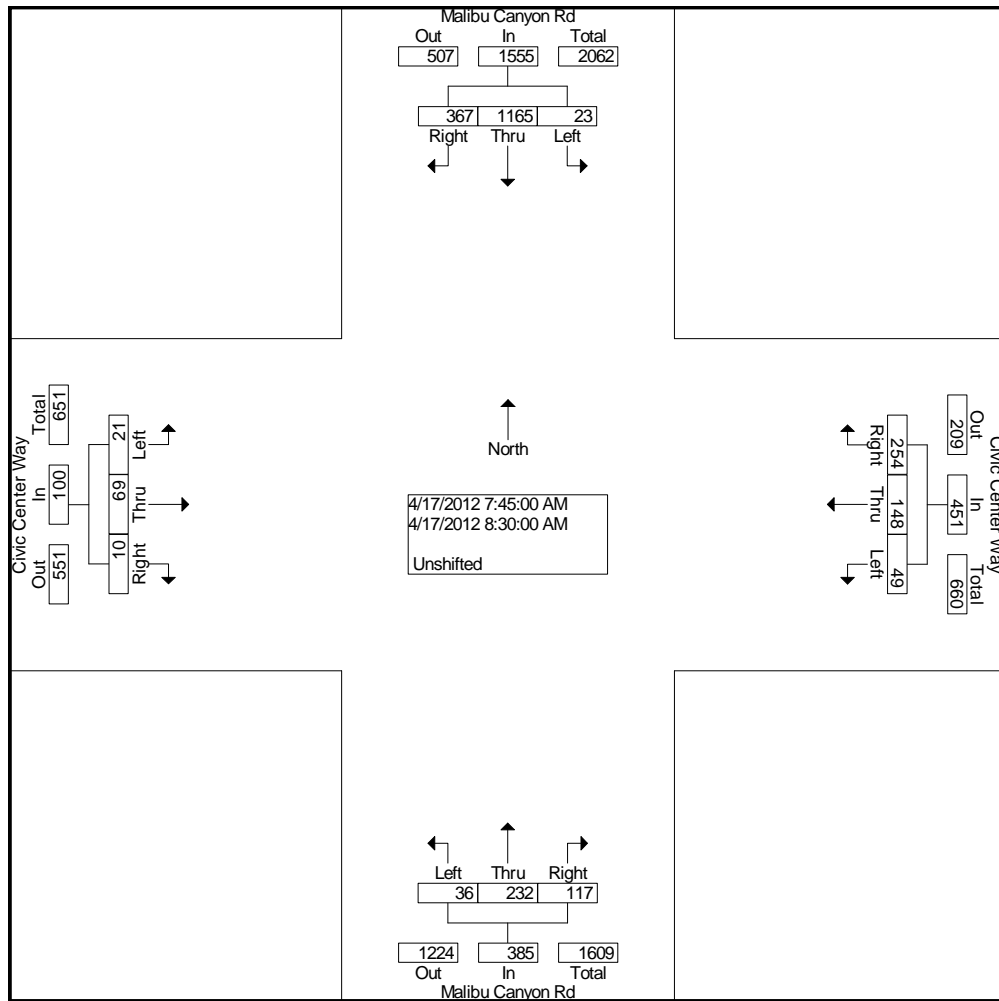 Malibu Canyon Rd
Out In Total
507 1555 2062
367 1165 23
Right Thru Left
Civic Center Way
Total In Out
651 100 551
21 69 10
Left Thru Right
North
4/17/2012 7:45:00 AM
4/17/2012 8:30:00 AM
Unshifted
Civic Center Way
Out In Total
209 451 660
254 148 49
Right Thru Left
Left Thru Right
36 232 117
1224 385 1609
Out In Total
Malibu Canyon Rd